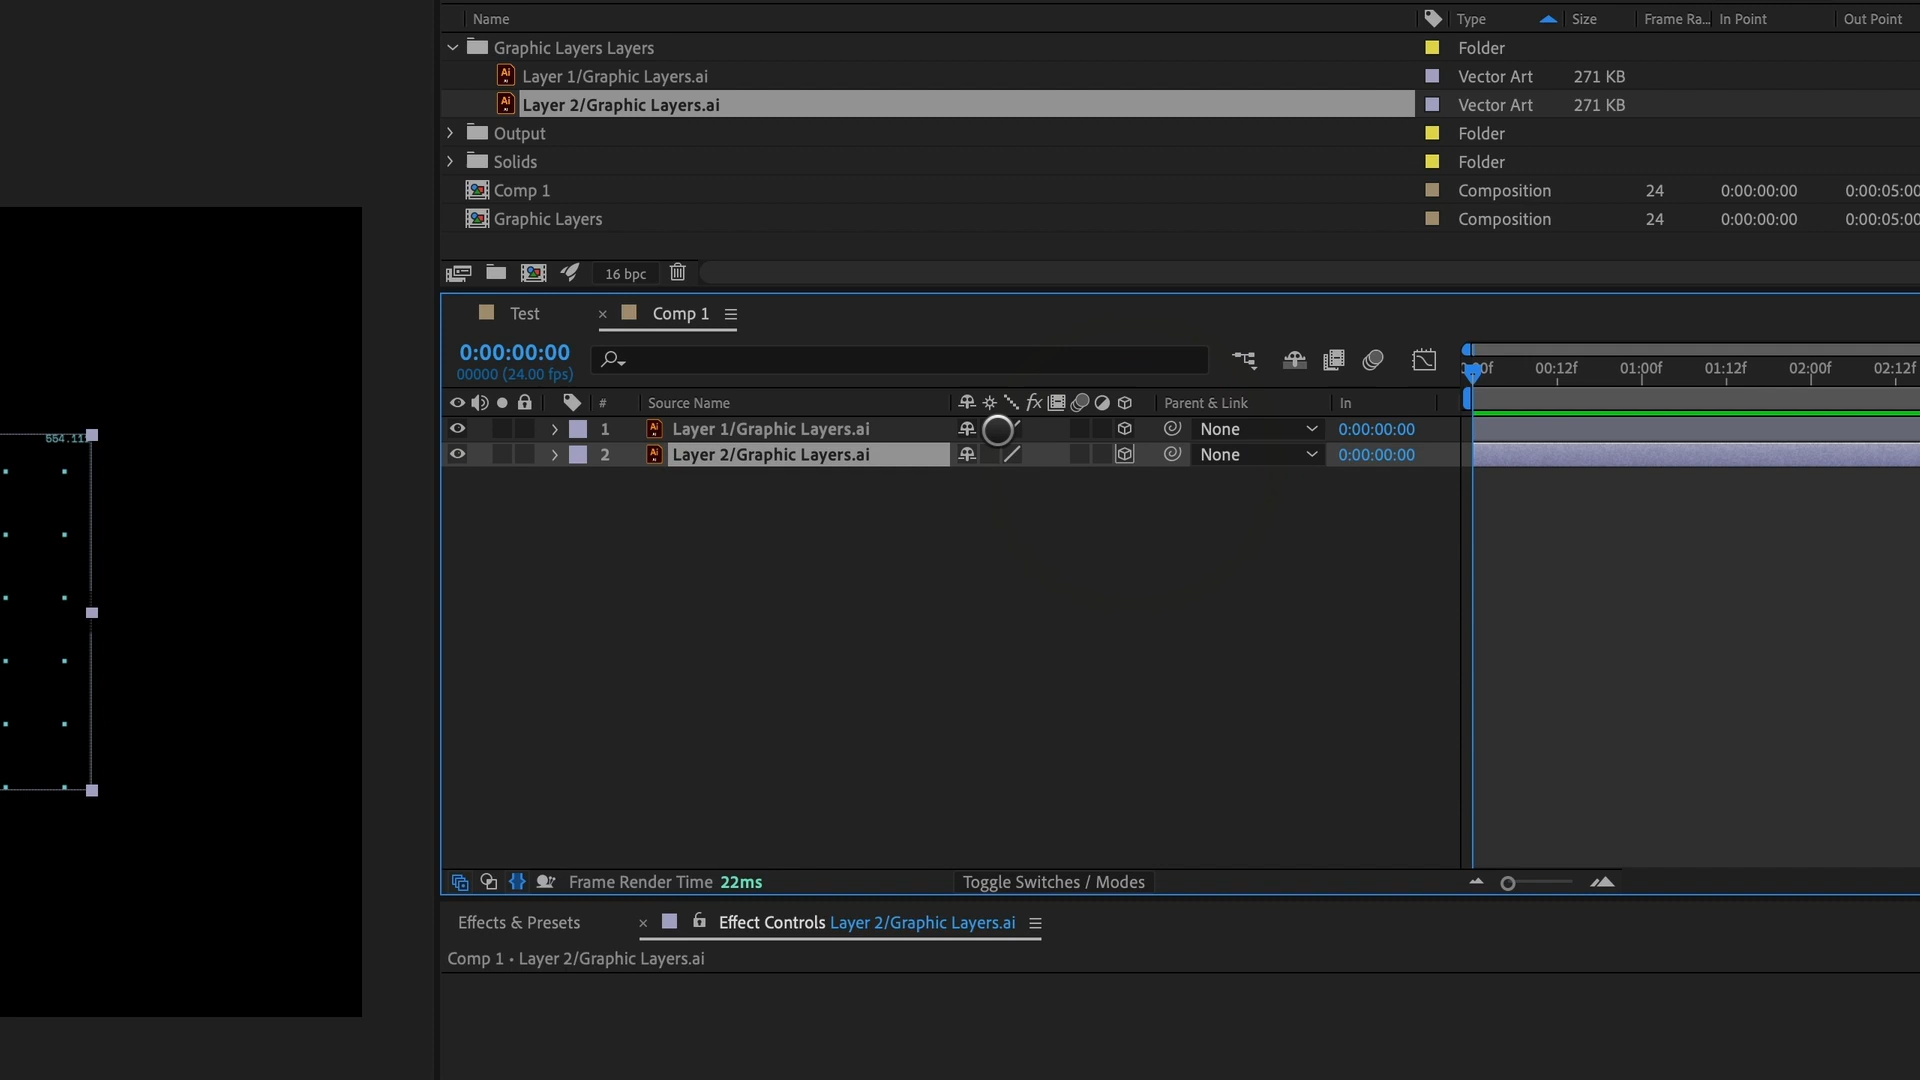 Name Type Size Frame Ra... In Point Out Point
Graphic Layers Layers Folder
Layer 1/Graphic Layers.ai Vector Art 271 KB
Layer 2/Graphic Layers.ai Vector Art 271 KB
Output Folder
Solids Folder
Comp 1 Composition 24 0:00:00:00 0:00:05:00
Graphic Layers Composition 24 0:00:00:00 0:00:05:00
16 bpc
Test Comp 1
0:00:00:00
00000 (24.00 fps)
00:12f 01:00f 01:12f 02:00f 02:12f
# Source Name fx Parent & Link In
1 Ai Layer 1/Graphic Layers.ai None 0:00:00:00
2 Ai Layer 2/Graphic Layers.ai None 0:00:00:00
Frame Render Time 22ms Toggle Switches / Modes
Effects & Presets Effect Controls Layer 2/Graphic Layers.ai
Comp 1 • Layer 2/Graphic Layers.ai